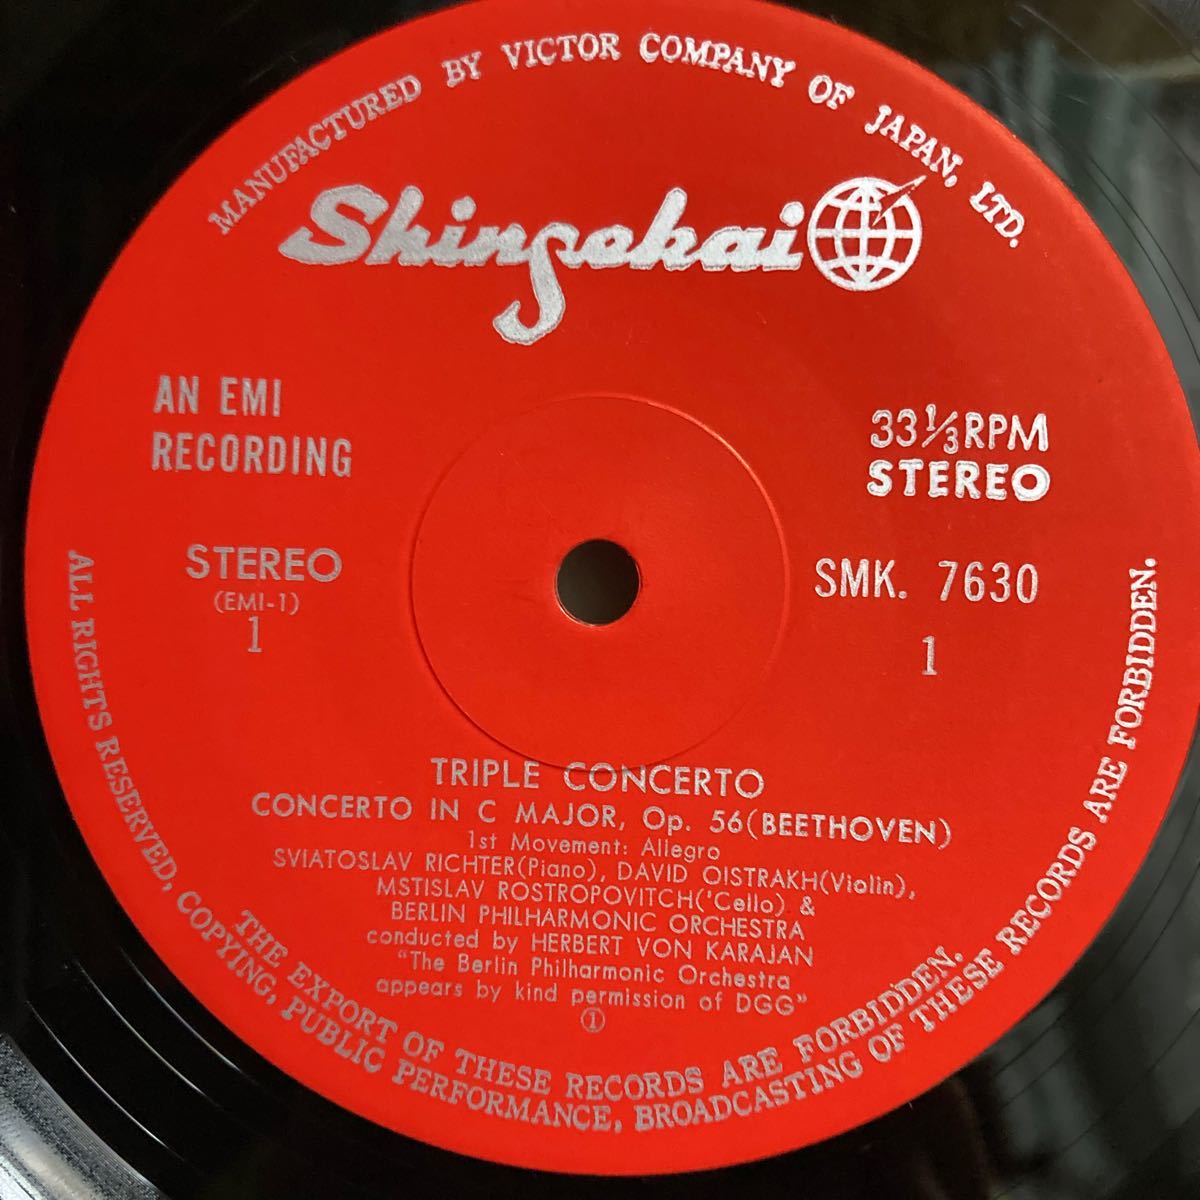 MANUFACTURED BY VICTOR COMPANY OF JAPAN, LTD.
Shinsekai
AN EMI
RECORDING
33 1/3 RPM
STEREO
STEREO
(EMI-1)
1
SMK. 7630
1
TRIPLE CONCERTO
CONCERTO IN C MAJOR, Op. 56 (BEETHOVEN)
1st Movement: Allegro
SVIATOSLAV RICHTER(Piano), DAVID OISTRAKH(Violin),
MSTISLAV ROSTROPOVITCH('Cello) &
BERLIN PHILHARMONIC ORCHESTRA
conducted by HERBERT VON KARAJAN
"The Berlin Philharmonic Orchestra
appears by kind permission of DGG"
①
THE EXPORT OF THESE RECORDS ARE FORBIDDEN.
ALL RIGHTS RESERVED, COPYING, PUBLIC PERFORMANCE, BROADCASTING OF THESE RECORDS ARE FORBIDDEN.